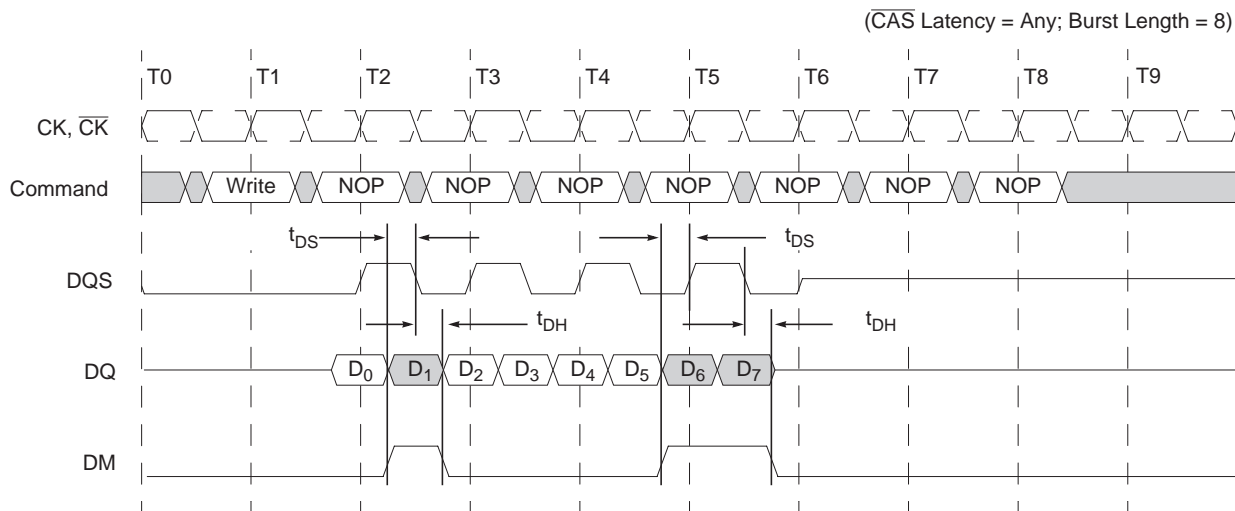 (C̅A̅S̅ Latency = Any; Burst Length = 8)
T0 T1 T2 T3 T4 T5 T6 T7 T8 T9
CK, C̅K̅
Command Write NOP NOP NOP NOP NOP NOP NOP
tDS tDS
DQS
tDH tDH
DQ D0 D1 D2 D3 D4 D5 D6 D7
DM